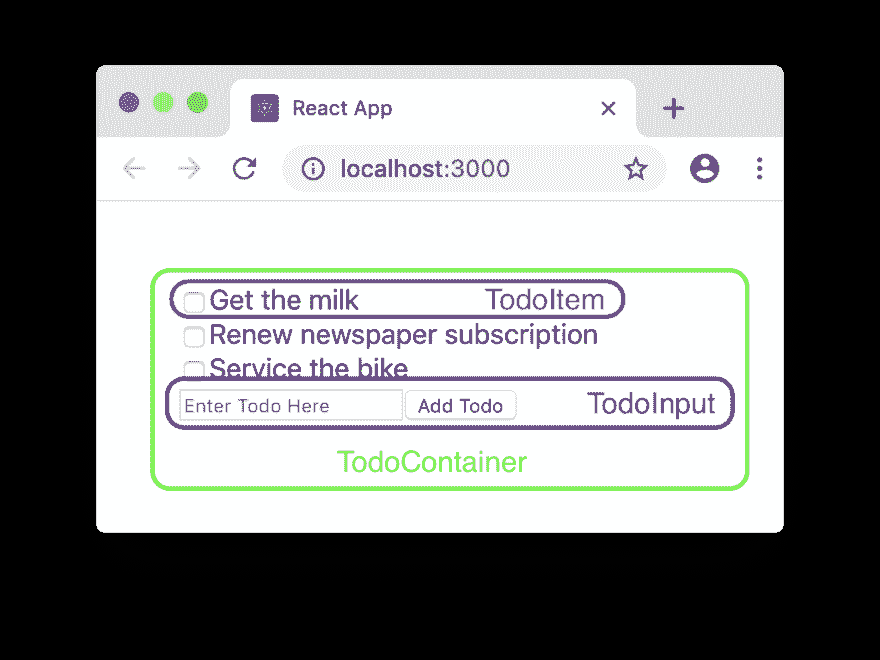 React App
localhost:3000
Get the milk TodoItem
Renew newspaper subscription
Service the bike
Enter Todo Here Add Todo TodoInput
TodoContainer